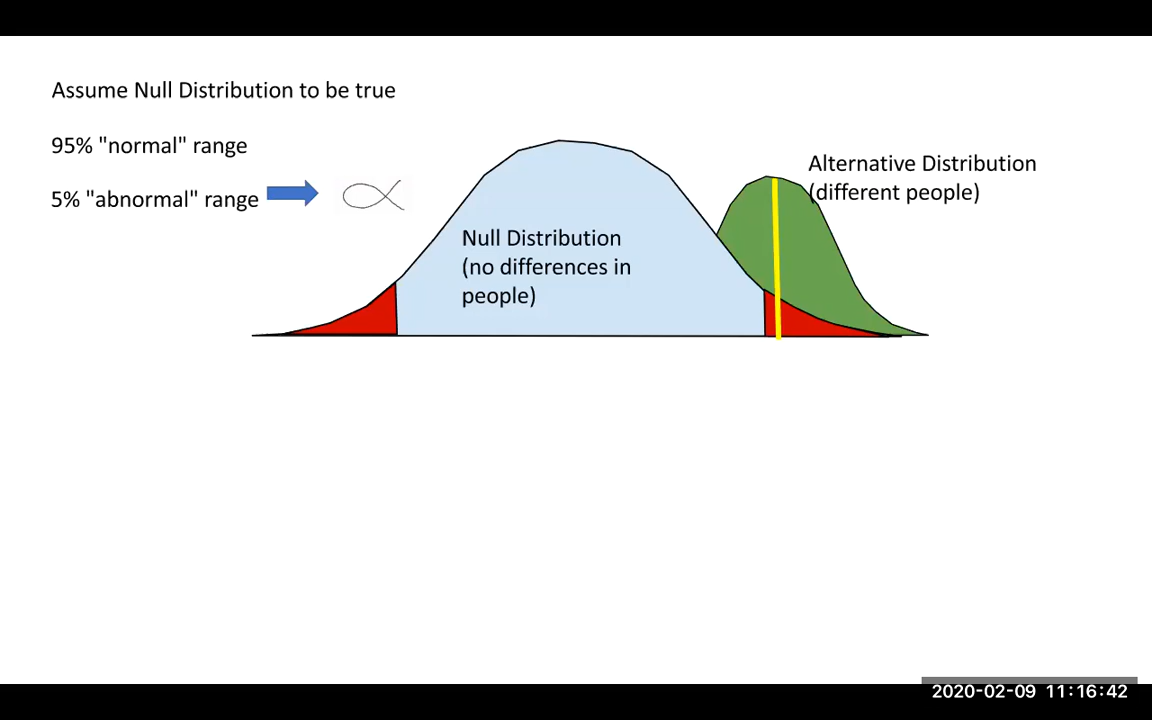 Assume Null Distribution to be true
95% "normal" range
5% "abnormal" range
∝
Null Distribution
(no differences in
people)
Alternative Distribution
(different people)
2020-02-09 11:16:42